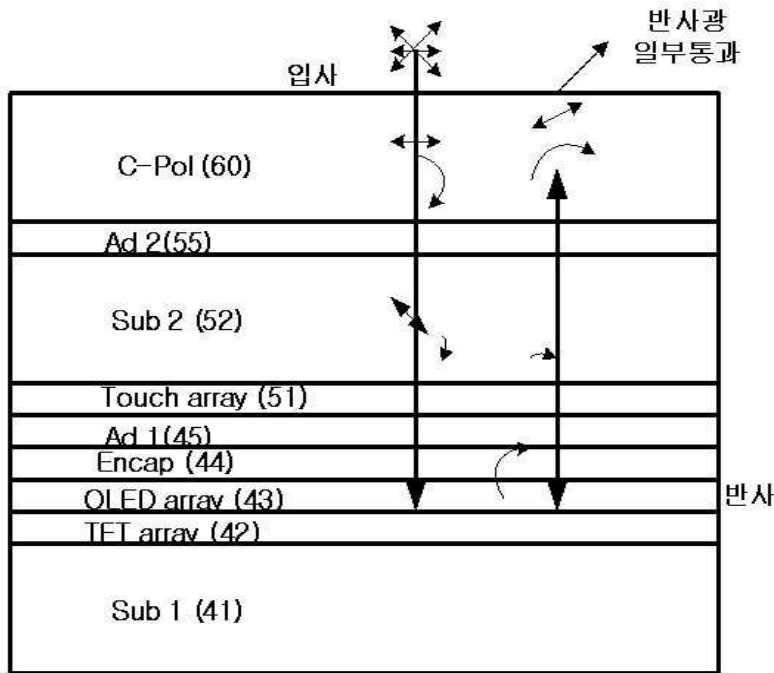 반사광
일부통과
입사
C-Pol (60)
Ad 2(55)
Sub 2 (52)
Touch array (51)
Ad 1(45)
Encap (44)
OLED array (43)
반사
TFT array (42)
Sub 1 (41)